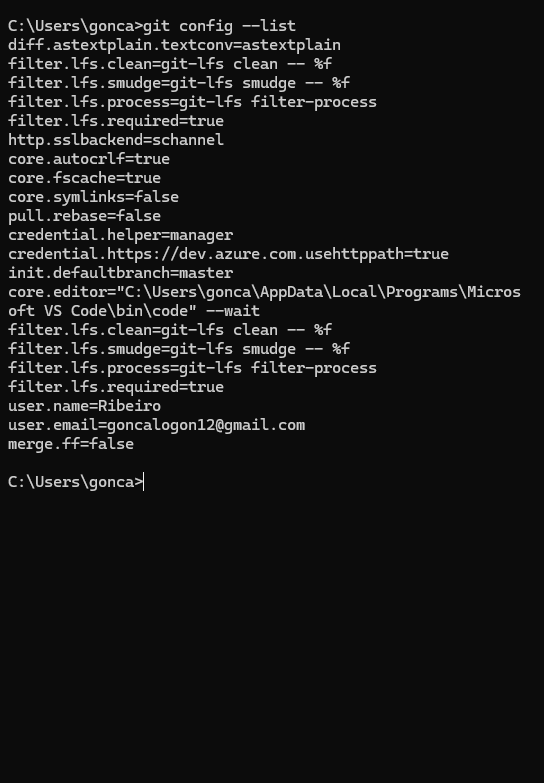 C:\Users\gonca>git config --list
diff.astextplain.textconv=astextplain
filter.lfs.clean=git-lfs clean -- %f
filter.lfs.smudge=git-lfs smudge -- %f
filter.lfs.process=git-lfs filter-process
filter.lfs.required=true
http.sslbackend=schannel
core.autocrlf=true
core.fscache=true
core.symlinks=false
pull.rebase=false
credential.helper=manager
credential.https://dev.azure.com.usehttppath=true
init.defaultbranch=master
core.editor="C:\Users\gonca\AppData\Local\Programs\Micros
oft VS Code\bin\code" --wait
filter.lfs.clean=git-lfs clean -- %f
filter.lfs.smudge=git-lfs smudge -- %f
filter.lfs.process=git-lfs filter-process
filter.lfs.required=true
user.name=Ribeiro
user.email=goncalogon12@gmail.com
merge.ff=false
C:\Users\gonca>